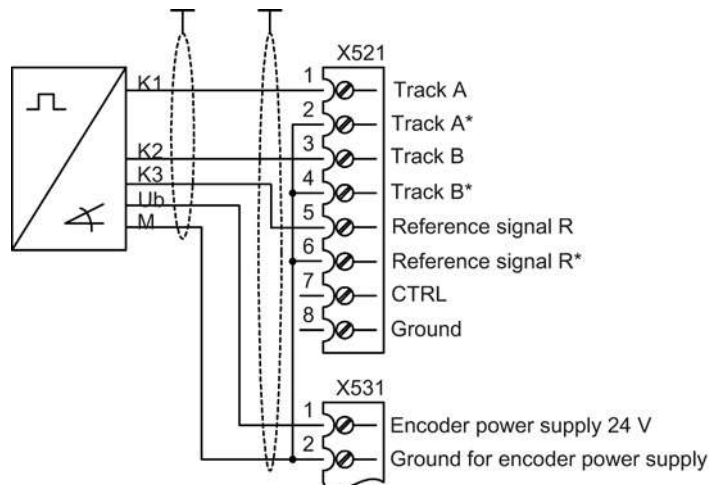 X521
K1
1
Track A
2
Track A*
K2
3
Track B
K3
4
Track B*
Ub
5
Reference signal R
M
6
Reference signal R*
7
CTRL
8
Ground
X531
1
Encoder power supply 24 V
2
Ground for encoder power supply